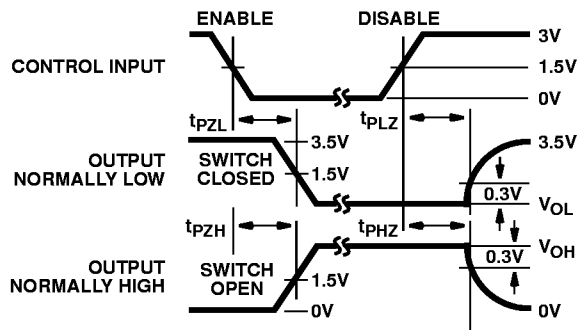 ENABLE DISABLE
3V
CONTROL INPUT 1.5V
0V
tPZL tPLZ
3.5V 3.5V
OUTPUT NORMALLY LOW
SWITCH CLOSED
1.5V
0.3V
VOL
tPZH tPHZ
VOH
0.3V
OUTPUT NORMALLY HIGH
SWITCH OPEN
1.5V
0V 0V